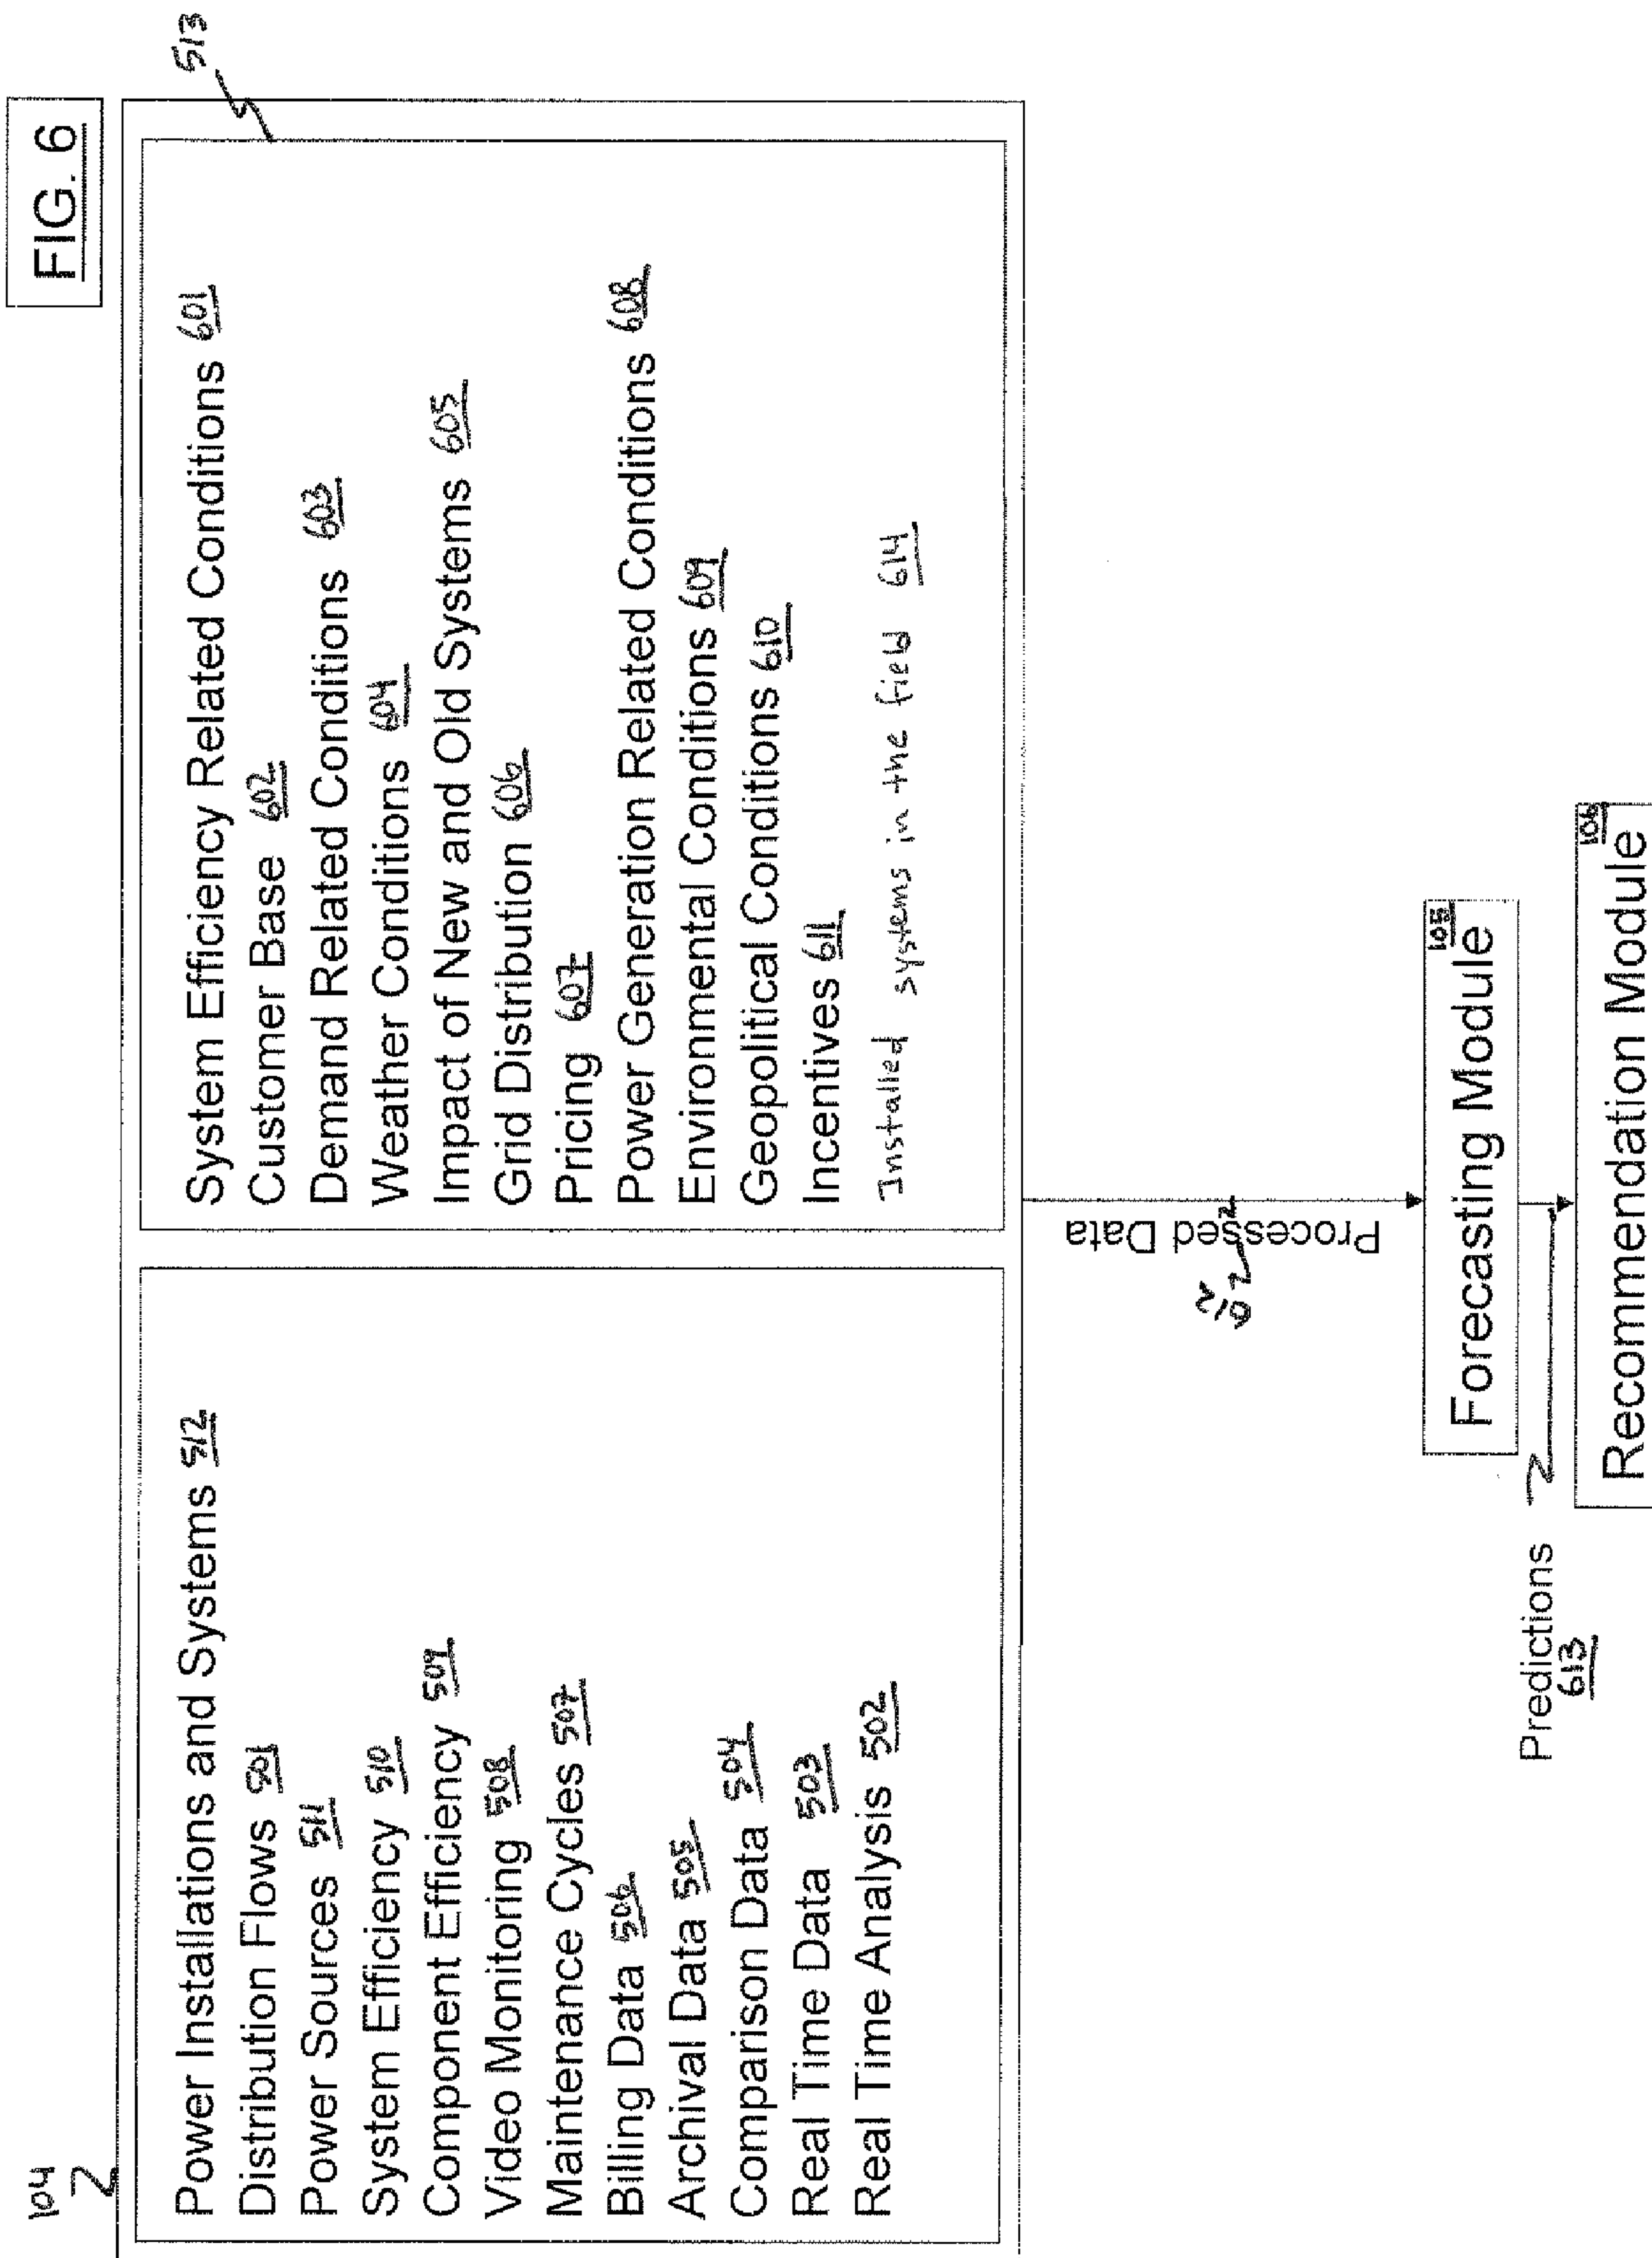 FIG. 6
104
513
Power Installations and Systems 512
Distribution Flows 501
Power Sources 511
System Efficiency 510
Component Efficiency 509
Video Monitoring 508
Maintenance Cycles 507
Billing Data 506
Archival Data 505
Comparison Data 504
Real Time Data 503
Real Time Analysis 502
System Efficiency Related Conditions 601
Customer Base 602
Demand Related Conditions 603
Weather Conditions 604
Impact of New and Old Systems 605
Grid Distribution 606
Pricing 607
Power Generation Related Conditions 608
Environmental Conditions 609
Geopolitical Conditions 610
Incentives 611
Installed systems in the field 614
Processed Data
Forecasting Module 105
Predictions
613
Recommendation Module 106